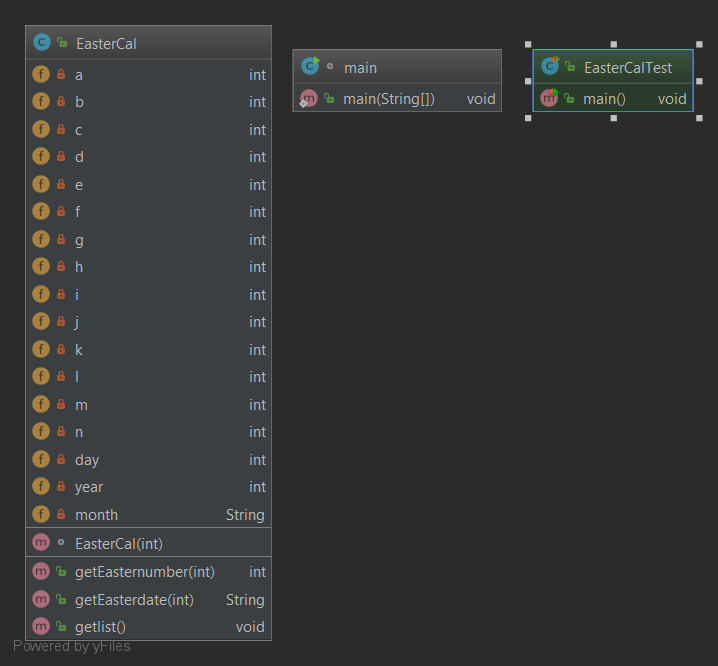 EasterCal
a int
b int
c int
d int
e int
f int
g int
h int
i int
j int
k int
l int
m int
n int
day int
year int
month String
EasterCal(int)
getEasternumber(int) int
getEasterdate(int) String
getlist() void
main
main(String[]) void
EasterCalTest
main() void
Powered by yFiles